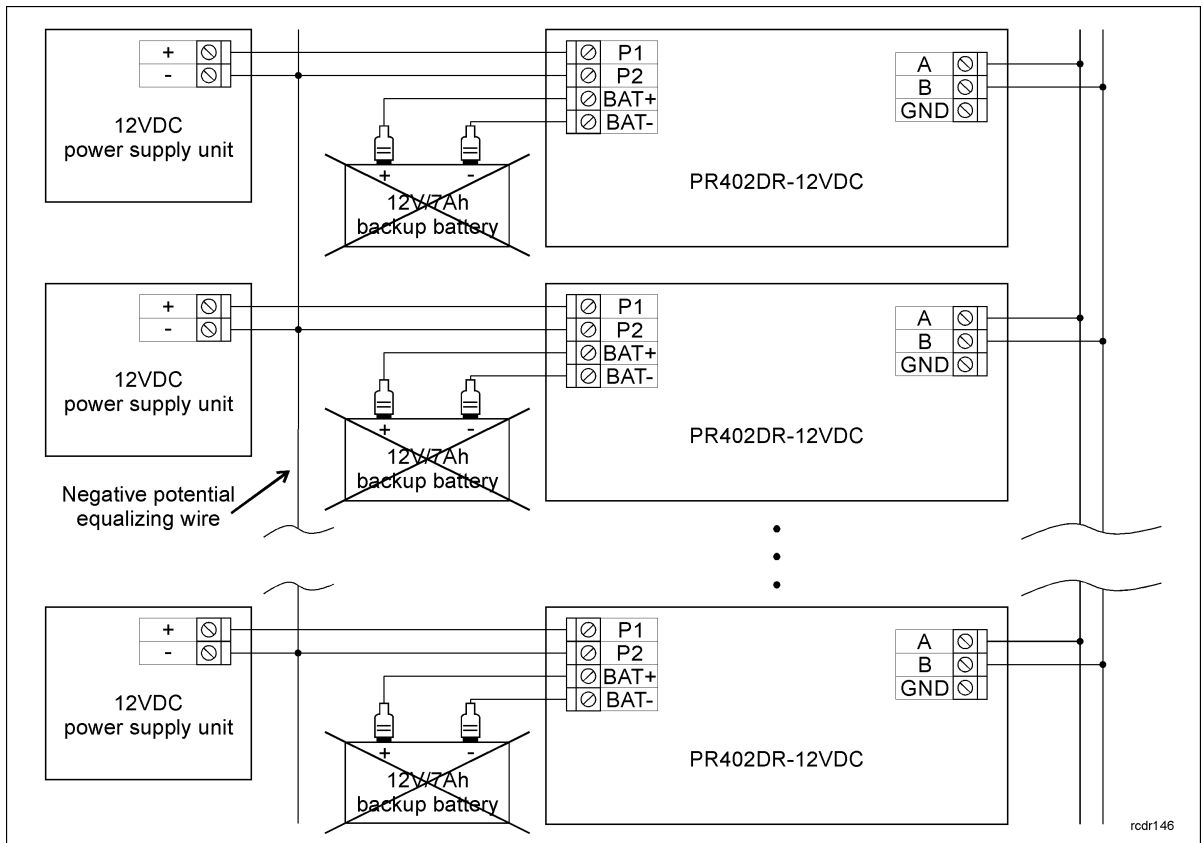 +
-
12VDC
power supply unit
P1
P2
BAT+
BAT-
+ -
12V/7Ah
backup battery
PR402DR-12VDC
A
B
GND
+
-
12VDC
power supply unit
P1
P2
BAT+
BAT-
+ -
12V/7Ah
backup battery
PR402DR-12VDC
A
B
GND
Negative potential
equalizing wire
+
-
12VDC
power supply unit
P1
P2
BAT+
BAT-
+ -
12V/7Ah
backup battery
PR402DR-12VDC
A
B
GND
rcdr146